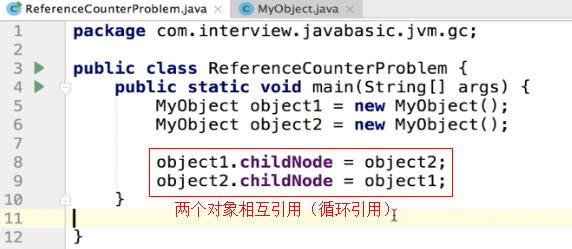 ReferenceCounterProblem.java × MyObject.java ×
1 package com.interview.javabasic.jvm.gc;
2
3 public class ReferenceCounterProblem {
4 public static void main(String[] args) {
5 MyObject object1 = new MyObject();
6 MyObject object2 = new MyObject();
7
8 object1.childNode = object2;
9 object2.childNode = object1;
10 }
两个对象相互引用（循环引用）
11
12 }